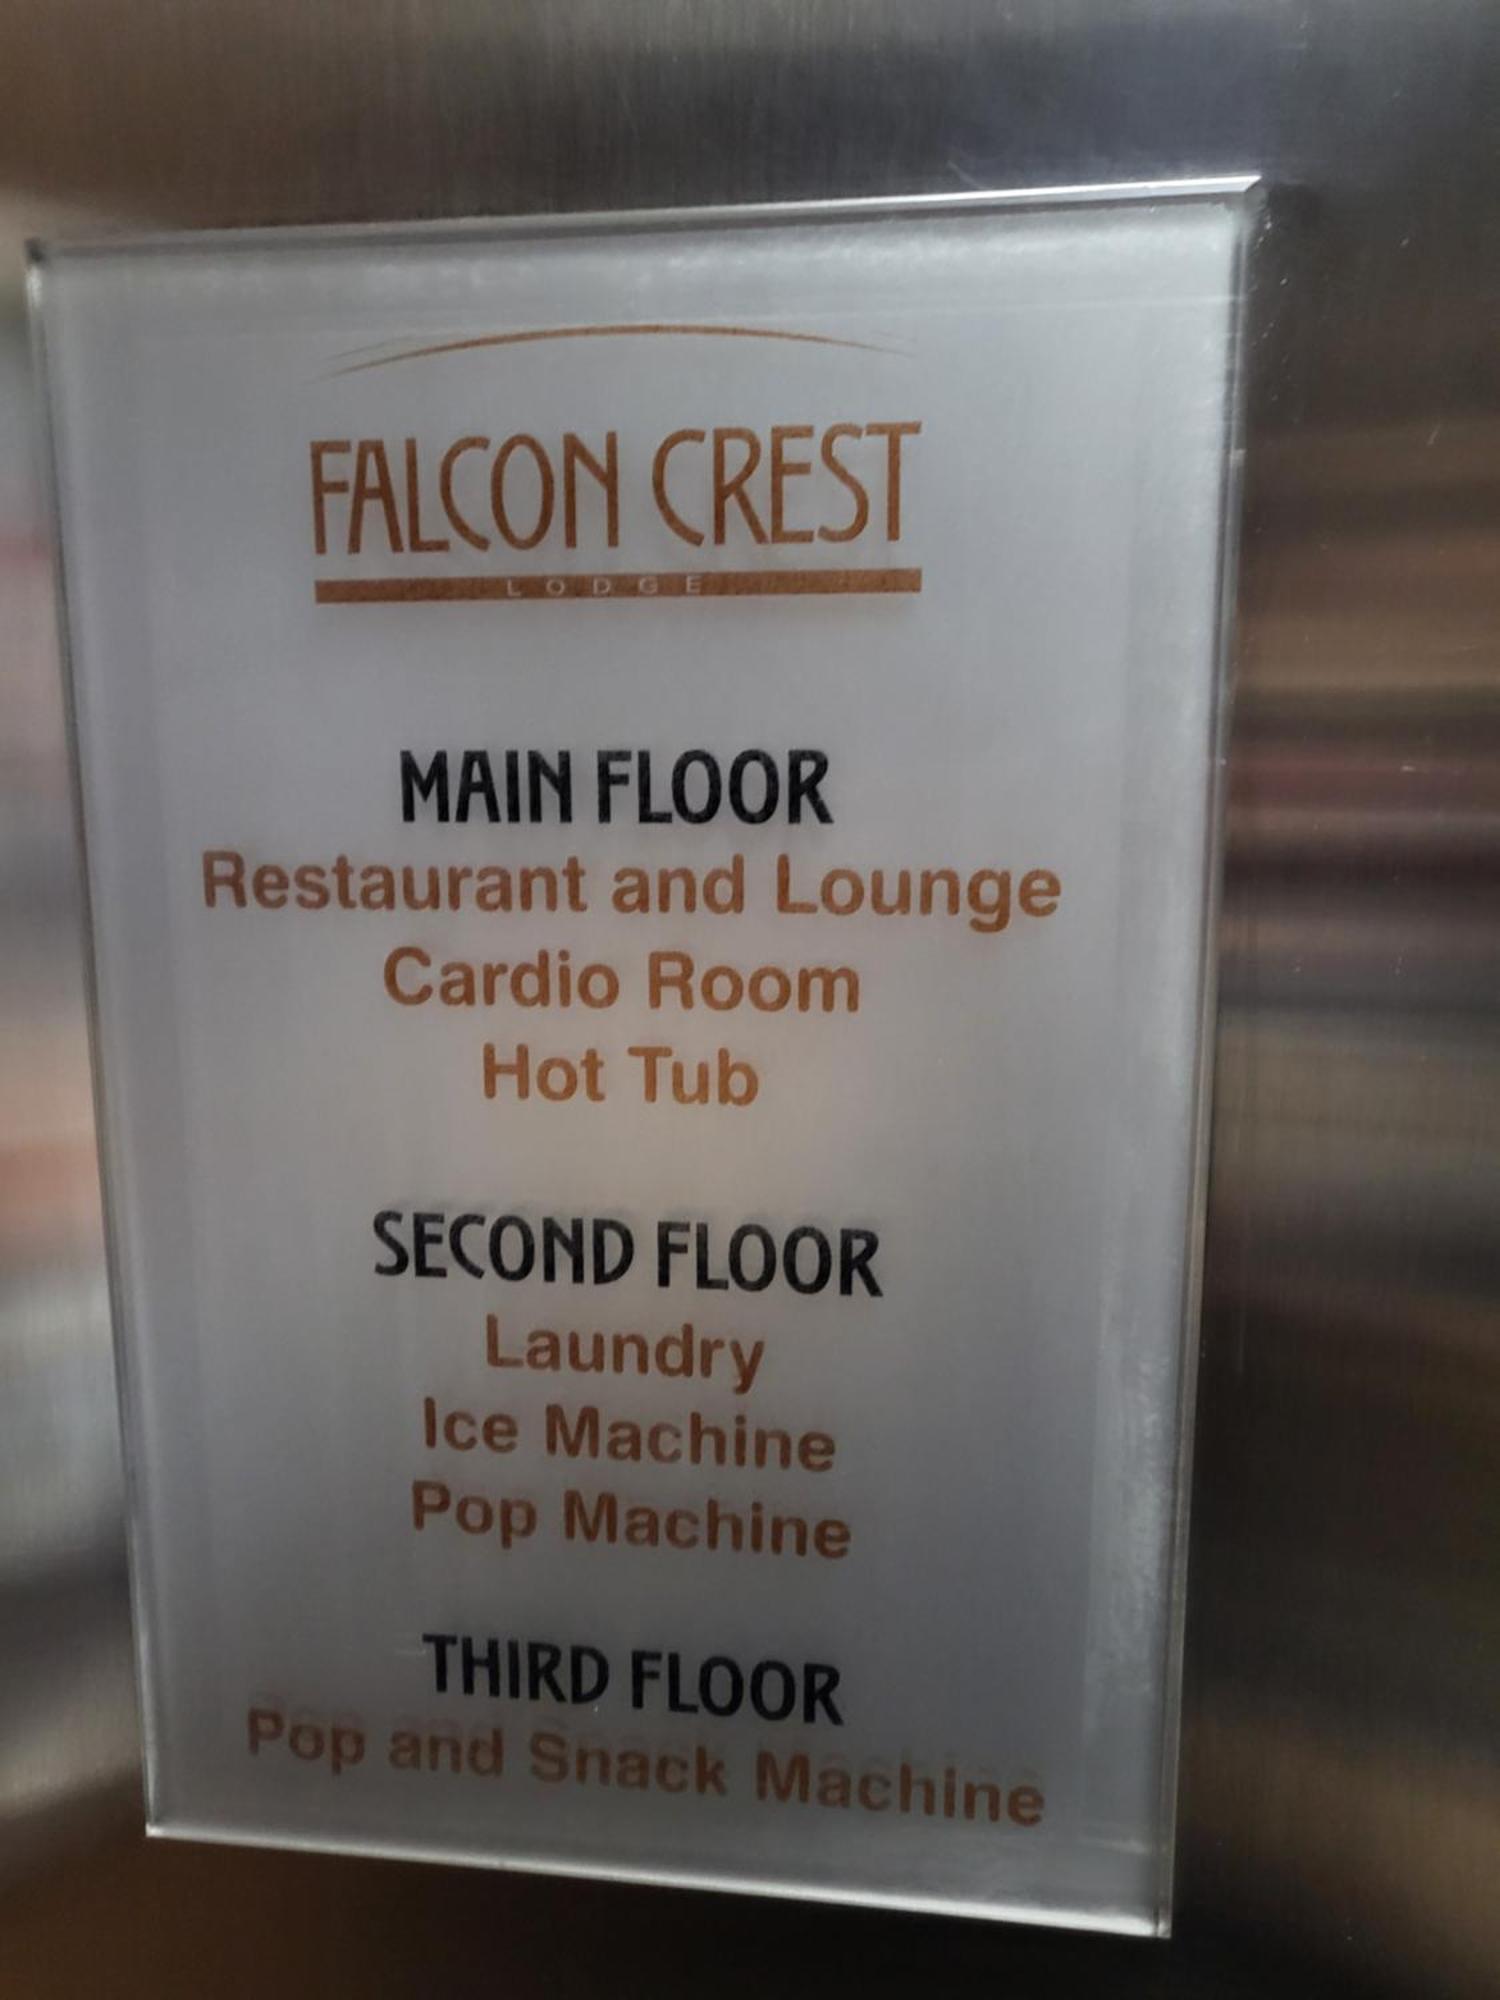 FALCON CREST
LODGE
MAIN FLOOR
Restaurant and Lounge
Cardio Room
Hot Tub
SECOND FLOOR
Laundry
Ice Machine
Pop Machine
THIRD FLOOR
Pop and Snack Machine